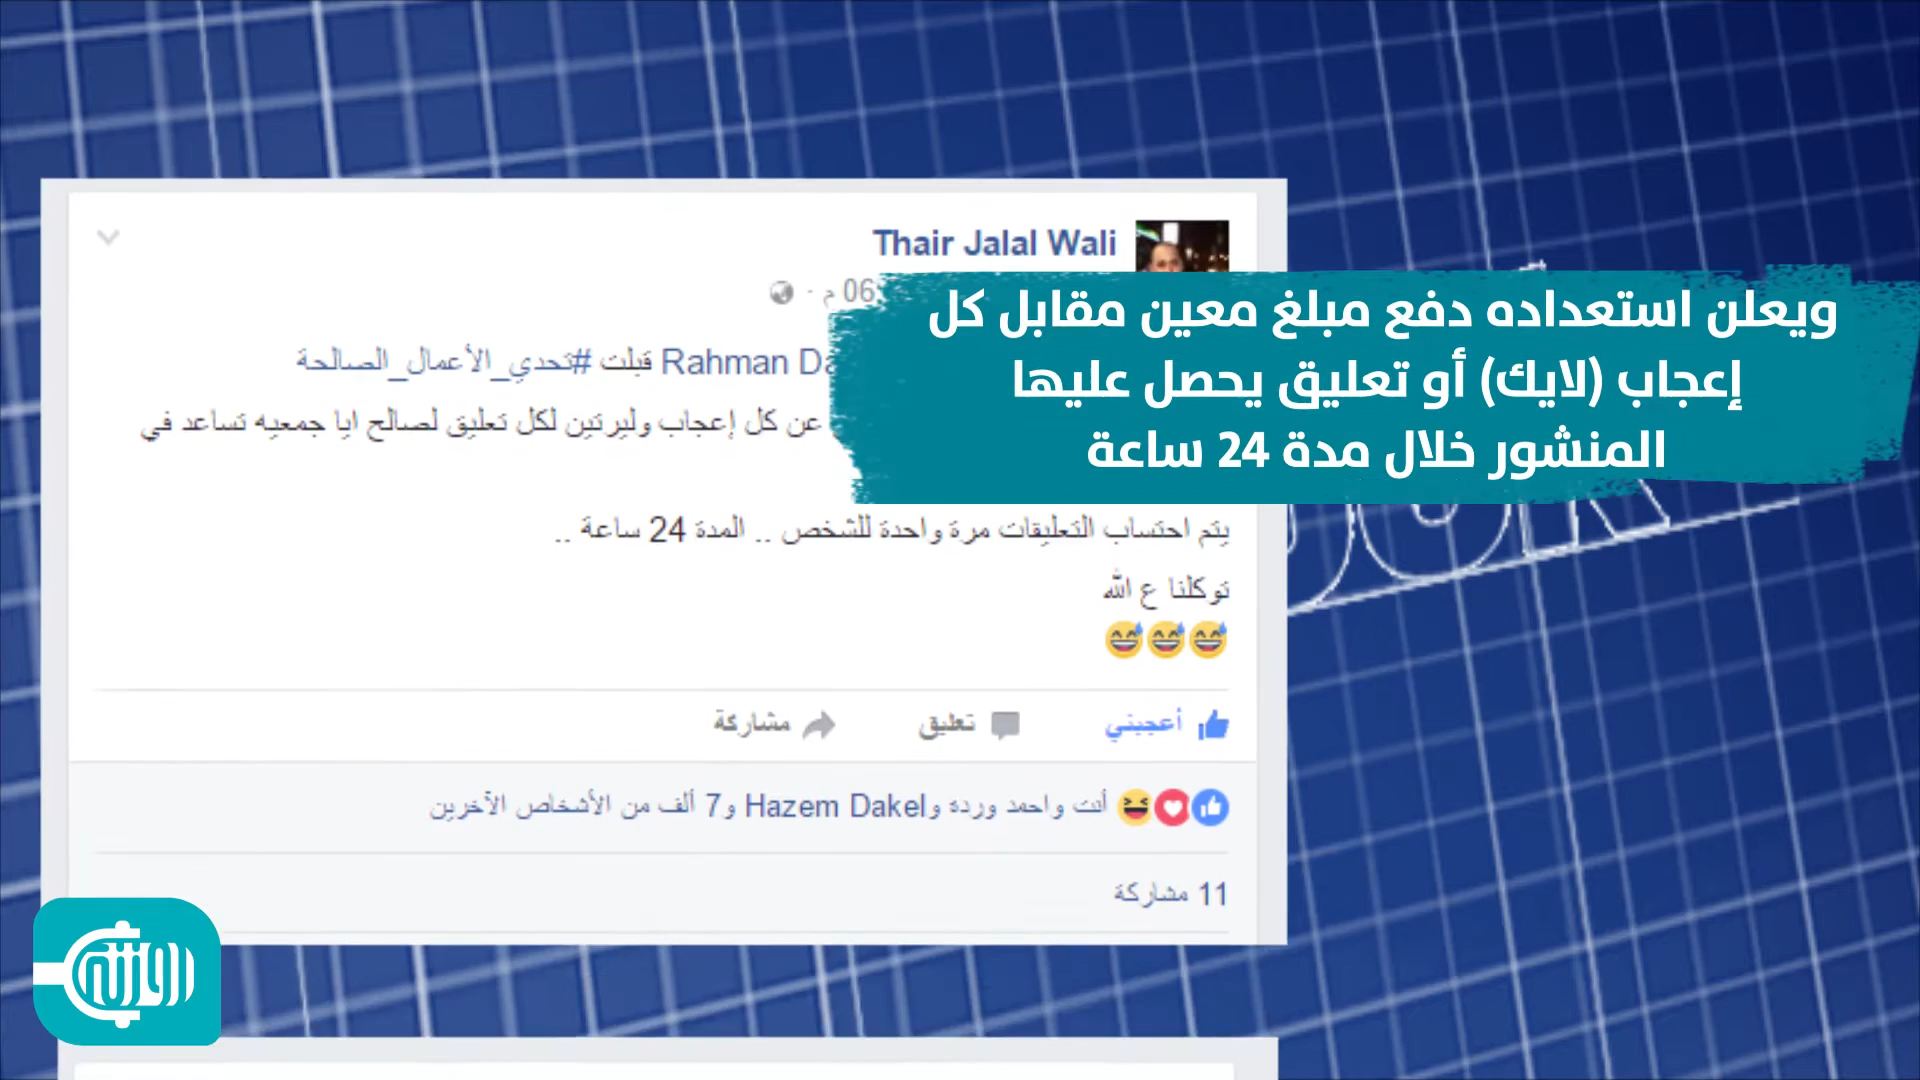 Thair Jalal Wali
06 م ·
ويعلن استعداده دفع مبلغ معين مقابل كل
إعجاب (لايك) أو تعليق يحصل عليها
المنشور خلال مدة 24 ساعة
Rahman قبلت #تحدي_الأعمال_الصالحة
عن كل إعجاب وليرتين لكل تعليق لصالح ايا جمعيه تساعد في
يتم احتساب التعليقات مرة واحدة للشخص .. المدة 24 ساعة ..
توكلنا ع الله
😅😅😅
أعجبني تعليق مشاركة
أنت واحمد ورده وHazem Dakel و7 ألف من الأشخاص الآخرين
11 مشاركة